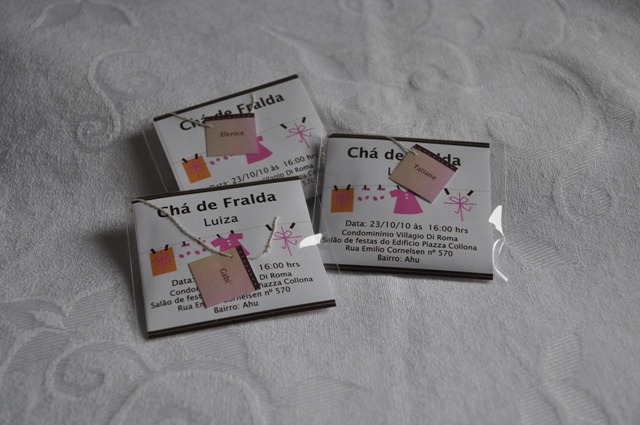 Chá de Fralda
Elenice
Data: 23/10/10 às 16:00 hrs
Condomínio Villagio Di Roma
Chá de Fralda
Tatiane
Data: 23/10/10 às 16:00 hrs
Condominínio Villagio Di Roma
Salão de festas do Edifício Piazza Collona
Rua Emílio Cornelsen nº 570
Bairro: Ahu
Chá de Fralda
Luiza
Gabi
Data: 16:00 hrs
Di Roma
Salão de festas Piazza Collona
Rua Cornelsen nº 570
Bairro: Ahu